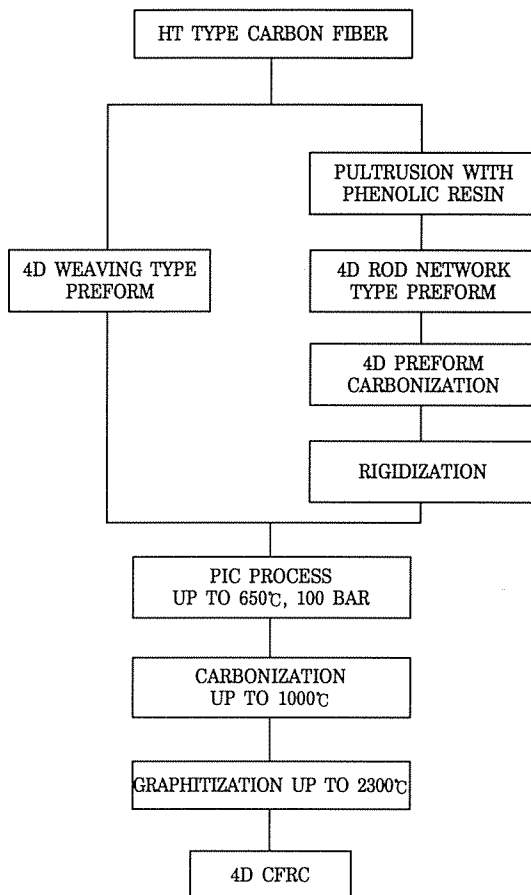 HT TYPE CARBON FIBER
PULTRUSION WITH
PHENOLIC RESIN
4D WEAVING TYPE
PREFORM
4D ROD NETWORK
TYPE PREFORM
4D PREFORM
CARBONIZATION
RIGIDIZATION
PIC PROCESS
UP TO 650℃, 100 BAR
CARBONIZATION
UP TO 1000℃
GRAPHITIZATION UP TO 2300℃
4D CFRC